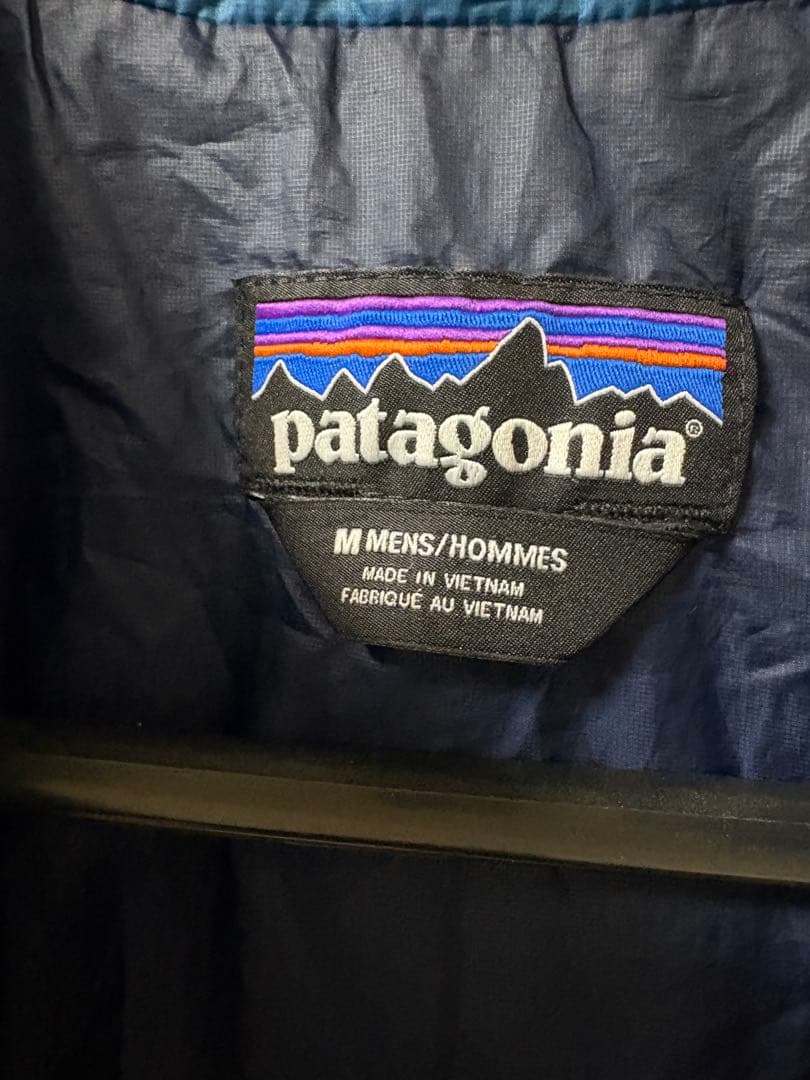 patagonia®
M MENS/HOMMES
MADE IN VIETNAM
FABRIQUÉ AU VIETNAM